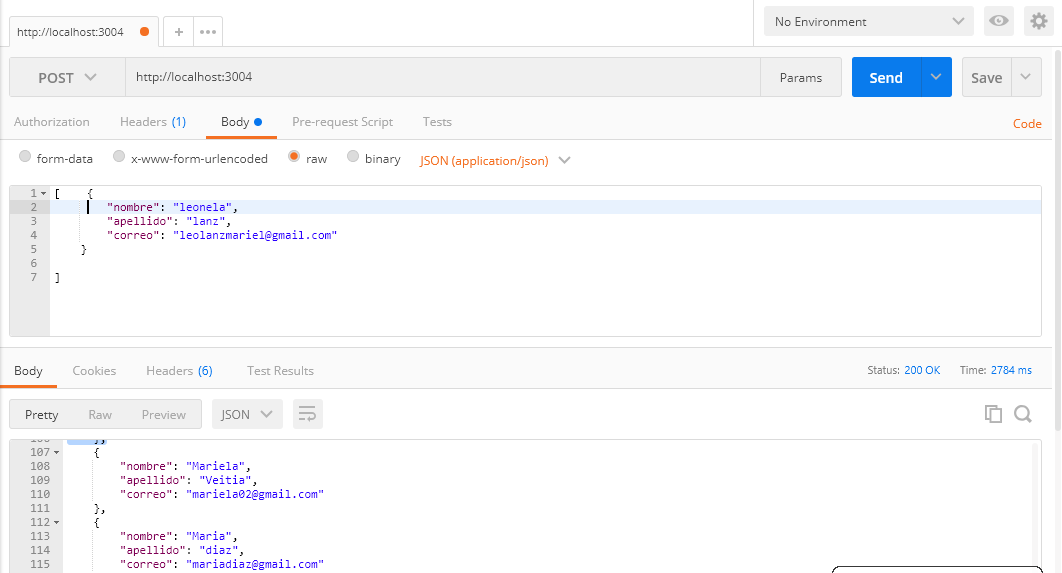 http://localhost:3004 + ••• No Environment
POST http://localhost:3004 Params Send Save
Authorization Headers (1) Body Pre-request Script Tests Code
form-data x-www-form-urlencoded raw binary JSON (application/json)
1 [ {
2 "nombre": "leonela",
3 "apellido": "lanz",
4 "correo": "leolanzmariel@gmail.com"
5 }
6
7 ]
Body Cookies Headers (6) Test Results Status: 200 OK Time: 2784 ms
Pretty Raw Preview JSON
106 },
107 {
108 "nombre": "Mariela",
109 "apellido": "Veitia",
110 "correo": "mariela02@gmail.com"
111 },
112 {
113 "nombre": "Maria",
114 "apellido": "diaz",
115 "correo": "mariadiaz@gmail.com"